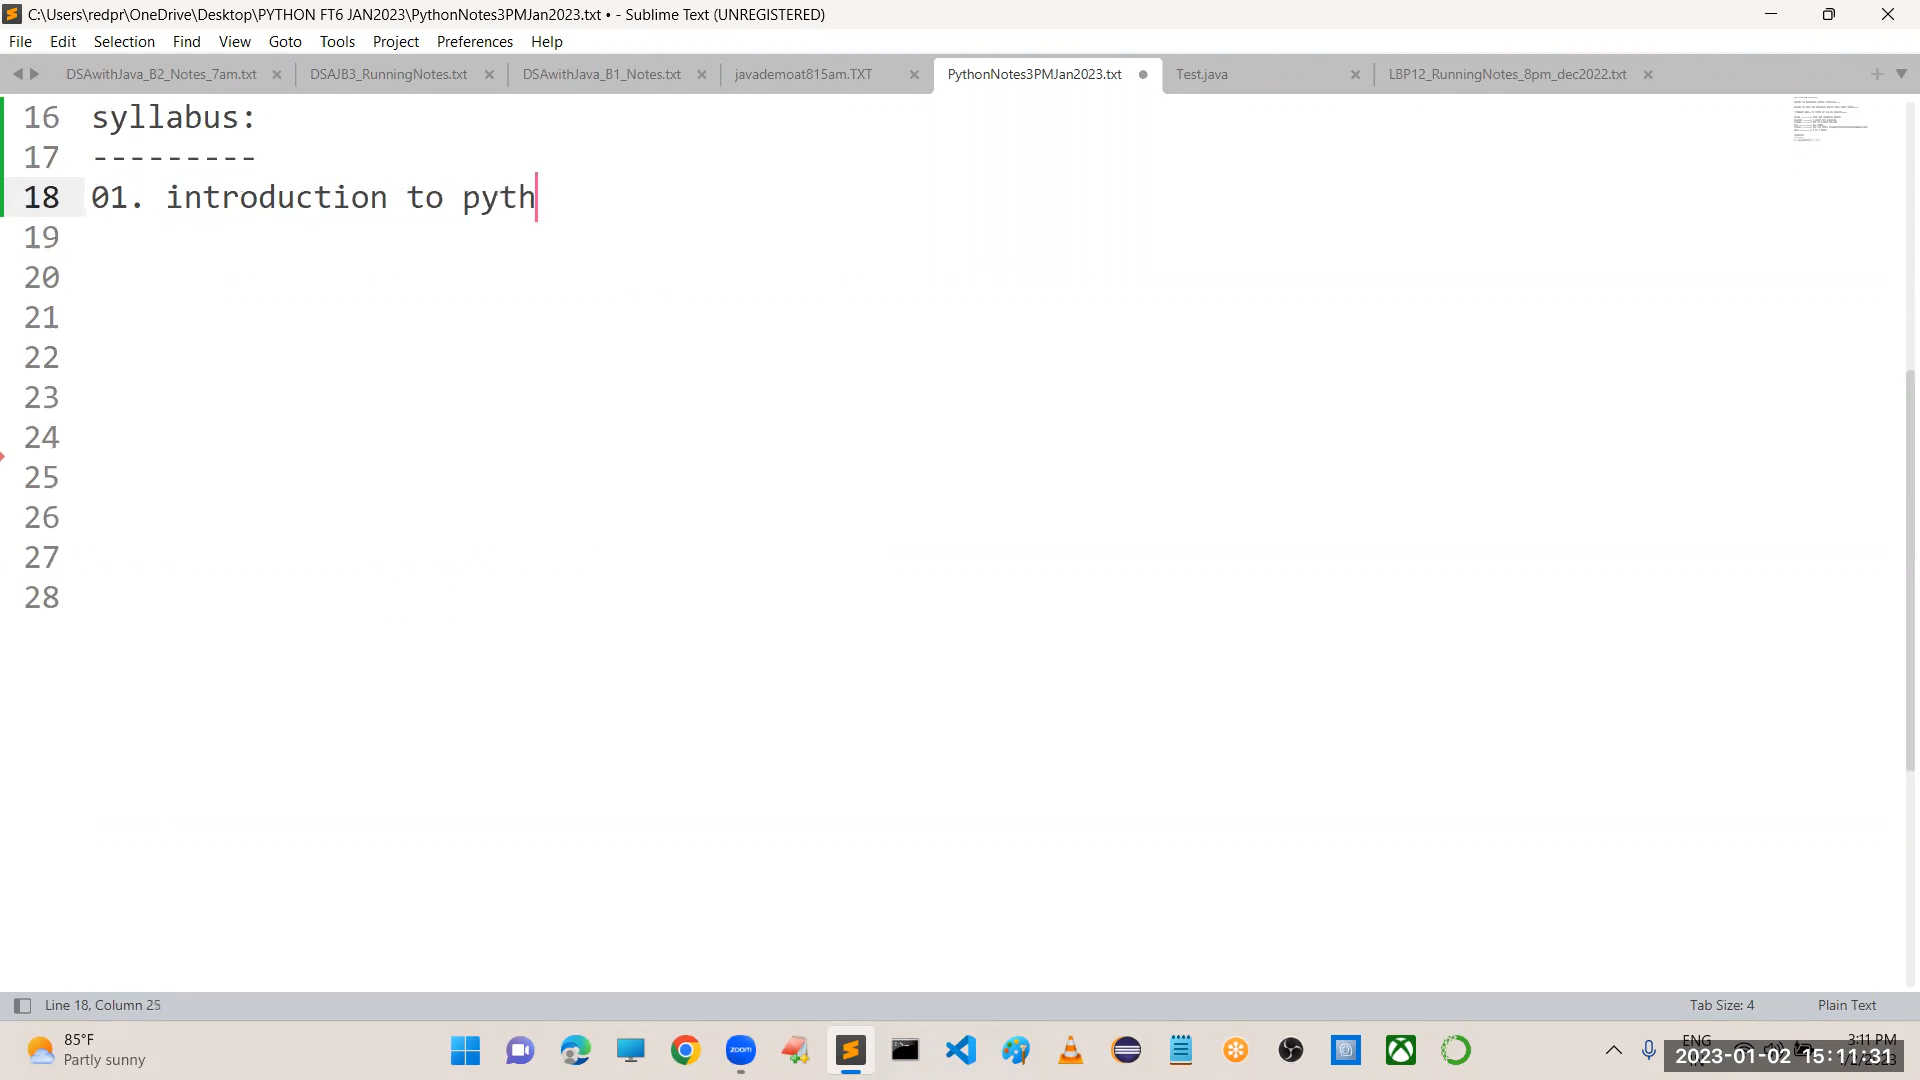 C:\Users\redpr\OneDrive\Desktop\PYTHON FT6 JAN2023\PythonNotes3PMJan2023.txt • - Sublime Text (UNREGISTERED)
File Edit Selection Find View Goto Tools Project Preferences Help
DSAwithJava_B2_Notes_7am.txt DSAJB3_RunningNotes.txt DSAwithJava_B1_Notes.txt javademoat815am.TXT PythonNotes3PMJan2023.txt Test.java LBP12_RunningNotes_8pm_dec2022.txt
16 syllabus:
17 ---------
18 01. introduction to pyth
19
20
21
22
23
24
25
26
27
28
Line 18, Column 25 Tab Size: 4 Plain Text
85°F
Partly sunny
zoom
ENG 3:11 PM
2023-01-02 15:11:31